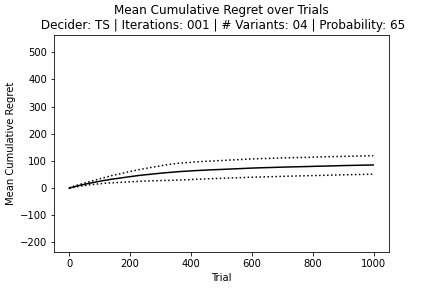 Mean Cumulative Regret over Trials
Decider: TS | Iterations: 001 | # Variants: 04 | Probability: 65
500
400
300
200
100
0
−100
−200
Mean Cumulative Regret
0 200 400 600 800 1000
Trial